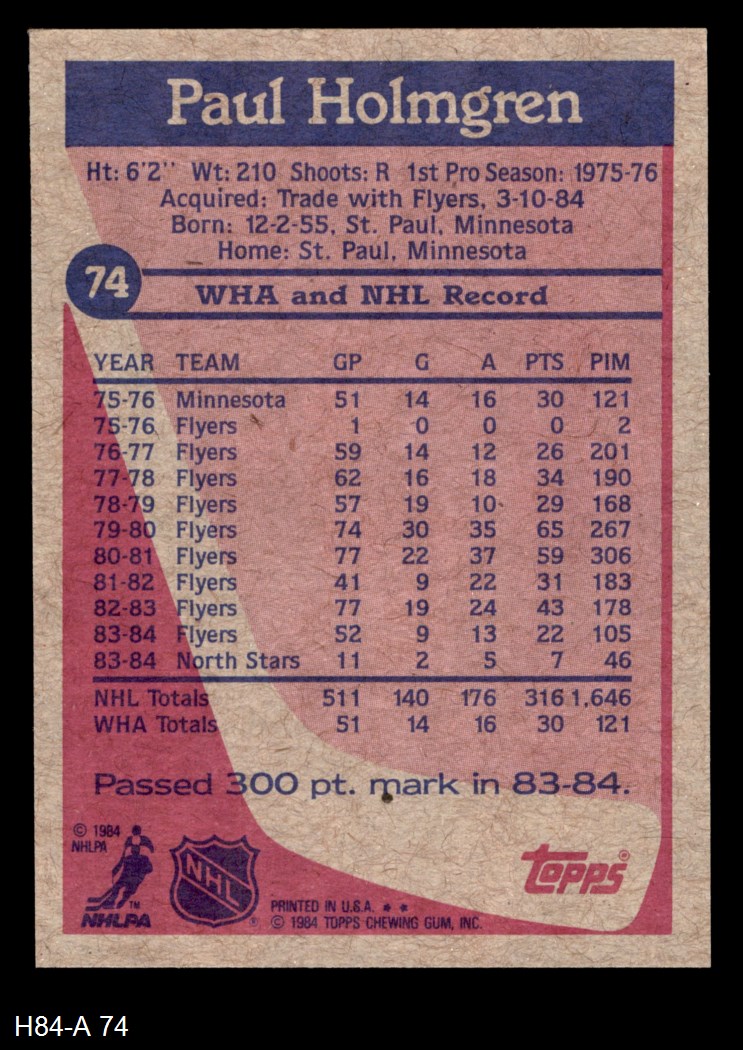 Paul Holmgren
Ht: 6'2" Wt: 210 Shoots: R 1st Pro Season: 1975-76
Acquired: Trade with Flyers, 3-10-84
Born: 12-2-55, St. Paul, Minnesota
Home: St. Paul, Minnesota
74
WHA and NHL Record
YEAR TEAM GP G A PTS PIM
75-76 Minnesota 51 14 16 30 121
75-76 Flyers 1 0 0 0 2
76-77 Flyers 59 14 12 26 201
77-78 Flyers 62 16 18 34 190
78-79 Flyers 57 19 10 29 168
79-80 Flyers 74 30 35 65 267
80-81 Flyers 77 22 37 59 306
81-82 Flyers 41 9 22 31 183
82-83 Flyers 77 19 24 43 178
83-84 Flyers 52 9 13 22 105
83-84 North Stars 11 2 5 7 46
NHL Totals 511 140 176 316 1,646
WHA Totals 51 14 16 30 121
Passed 300 pt. mark in 83-84.
© 1984
NHLPA
TM
NHLPA
NHL
®
PRINTED IN U.S.A. * *
© 1984 TOPPS CHEWING GUM, INC.
topps®
H84-A 74